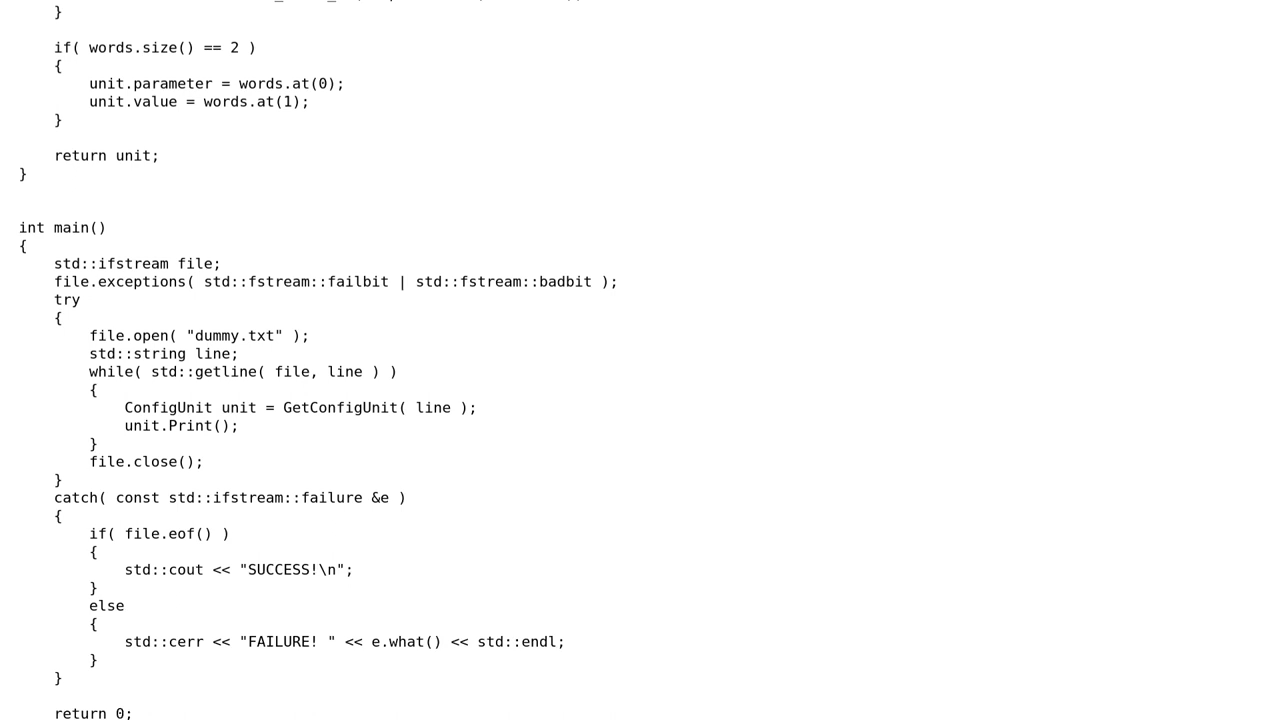 }

    if( words.size() == 2 )
    {
        unit.parameter = words.at(0);
        unit.value = words.at(1);
    }

    return unit;
}


int main()
{
    std::ifstream file;
    file.exceptions( std::fstream::failbit | std::fstream::badbit );
    try
    {
        file.open( "dummy.txt" );
        std::string line;
        while( std::getline( file, line ) )
        {
            ConfigUnit unit = GetConfigUnit( line );
            unit.Print();
        }
        file.close();
    }
    catch( const std::ifstream::failure &e )
    {
        if( file.eof() )
        {
            std::cout << "SUCCESS!\n";
        }
        else
        {
            std::cerr << "FAILURE! " << e.what() << std::endl;
        }
    }

    return 0;